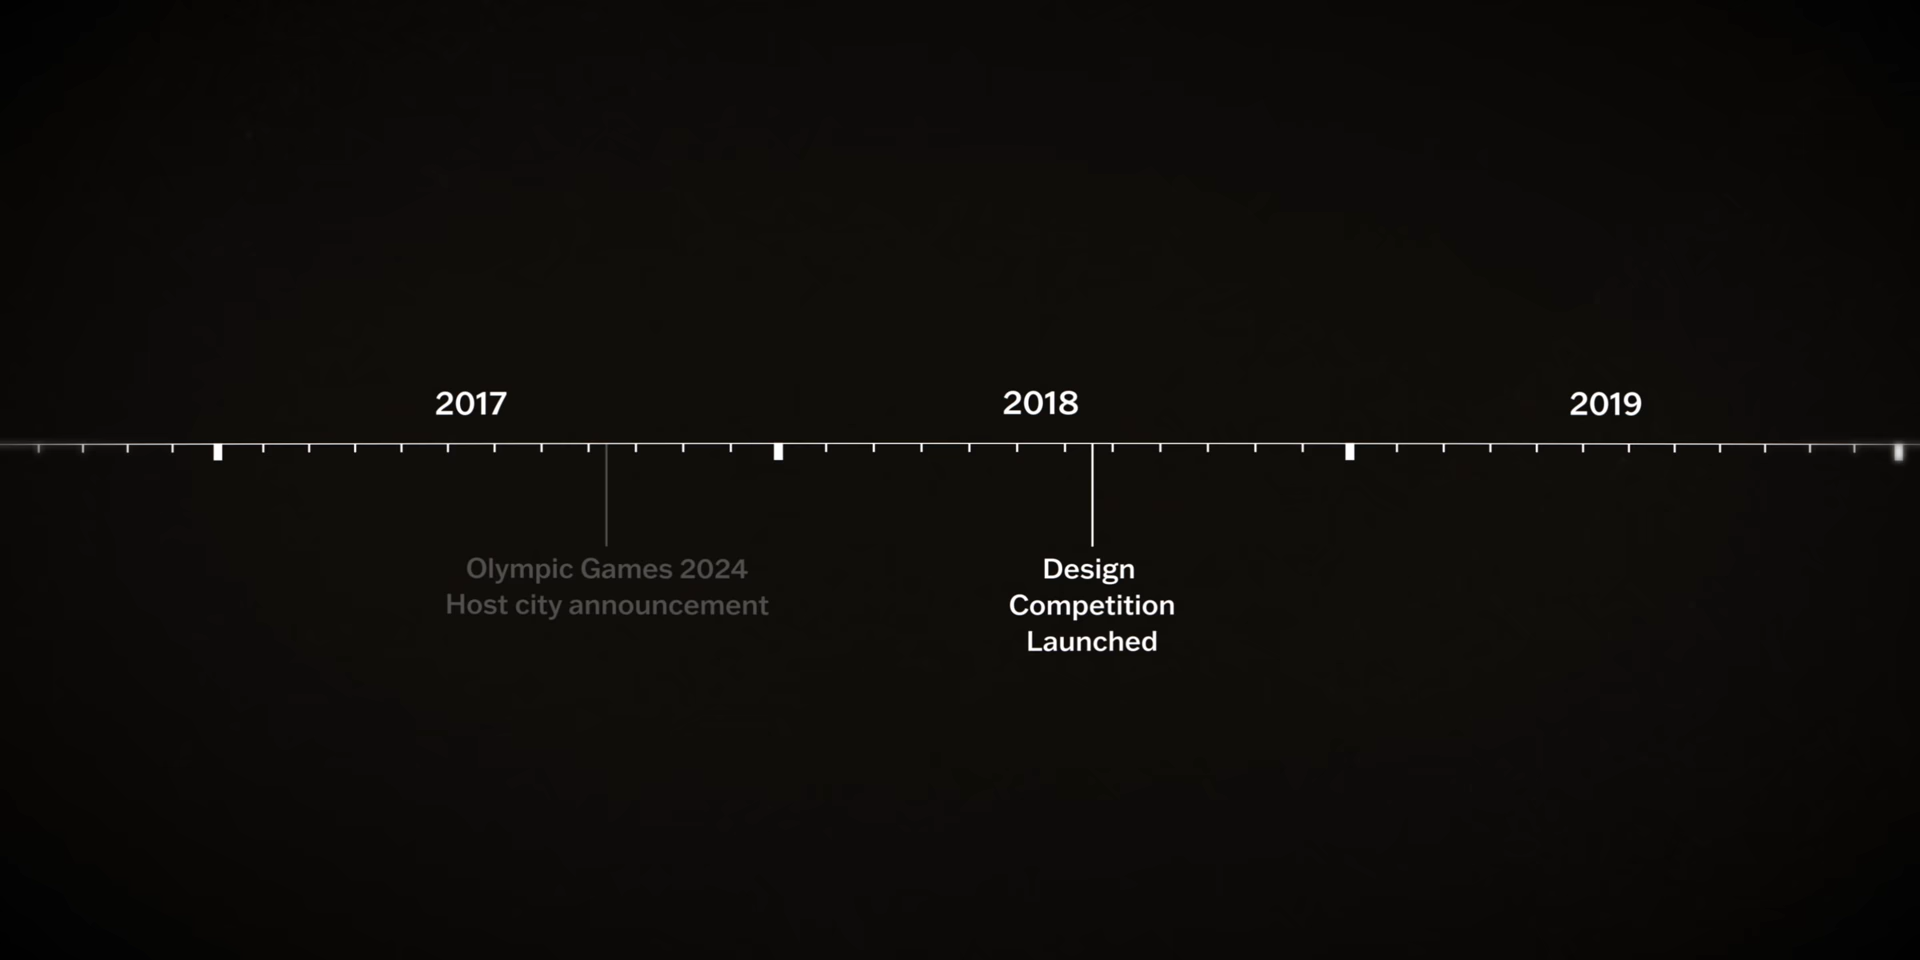 2017
2018
2019
Olympic Games 2024
Host city announcement
Design
Competition
Launched